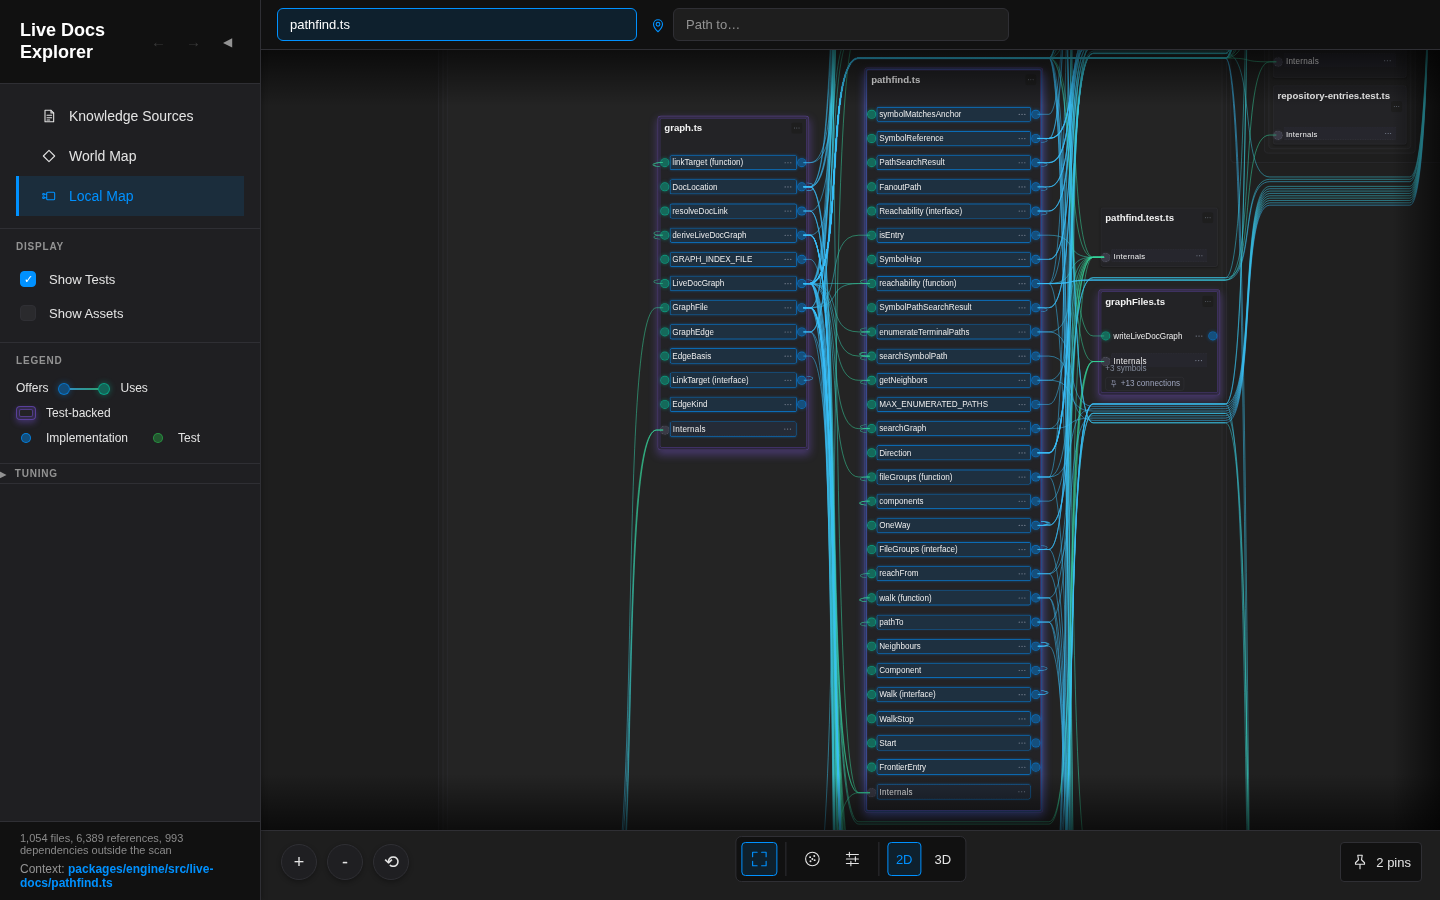 Live Docs
Explorer
← → ◀
pathfind.ts
Path to…
Knowledge Sources
World Map
Local Map
DISPLAY
Show Tests
Show Assets
LEGEND
Offers
Uses
Test-backed
Implementation
Test
TUNING
1,054 files, 6,389 references, 993
dependencies outside the scan
Context: packages/engine/src/live-
docs/pathfind.ts
graph.ts
linkTarget (function)
DocLocation
resolveDocLink
deriveLiveDocGraph
GRAPH_INDEX_FILE
LiveDocGraph
GraphFile
GraphEdge
EdgeBasis
LinkTarget (interface)
EdgeKind
Internals
pathfind.ts
symbolMatchesAnchor
SymbolReference
PathSearchResult
FanoutPath
Reachability (interface)
isEntry
SymbolHop
reachability (function)
SymbolPathSearchResult
enumerateTerminalPaths
searchSymbolPath
getNeighbors
MAX_ENUMERATED_PATHS
searchGraph
Direction
fileGroups (function)
components
OneWay
FileGroups (interface)
reachFrom
walk (function)
pathTo
Neighbours
Component
Walk (interface)
WalkStop
Start
FrontierEntry
Internals
pathfind.test.ts
Internals
graphFiles.ts
writeLiveDocGraph
Internals
+3 symbols
+13 connections
Internals
repository-entries.test.ts
Internals
+
-
⟲
2D
3D
2 pins